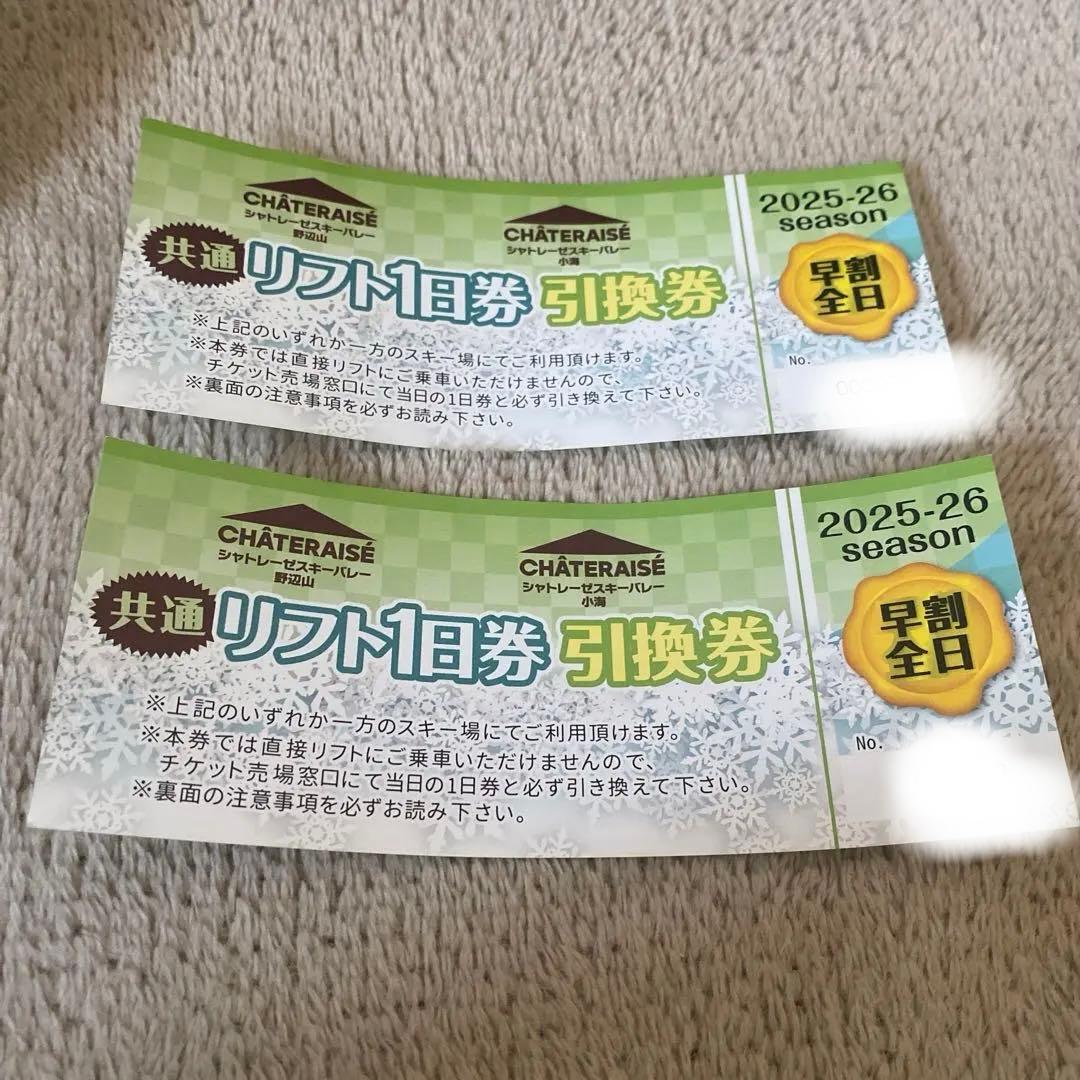 CHÂTERAISÉ
シャトレーゼスキーバレー
野辺山
CHÂTERAISÉ
シャトレーゼスキーバレー
小海
共通 リフト1日券 引換券
※上記のいずれか一方のスキー場にてご利用頂けます。
※本券では直接リフトにご乗車いただけませんので、
チケット売場窓口にて当日の1日券と必ず引き換えて下さい。
※裏面の注意事項を必ずお読み下さい。
2025-26
season
早割
全日
No.
CHÂTERAISÉ
シャトレーゼスキーバレー
野辺山
CHÂTERAISÉ
シャトレーゼスキーバレー
小海
共通 リフト1日券 引換券
※上記のいずれか一方のスキー場にてご利用頂けます。
※本券では直接リフトにご乗車いただけませんので、
チケット売場窓口にて当日の1日券と必ず引き換えて下さい。
※裏面の注意事項を必ずお読み下さい。
2025-26
season
早割
全日
No.